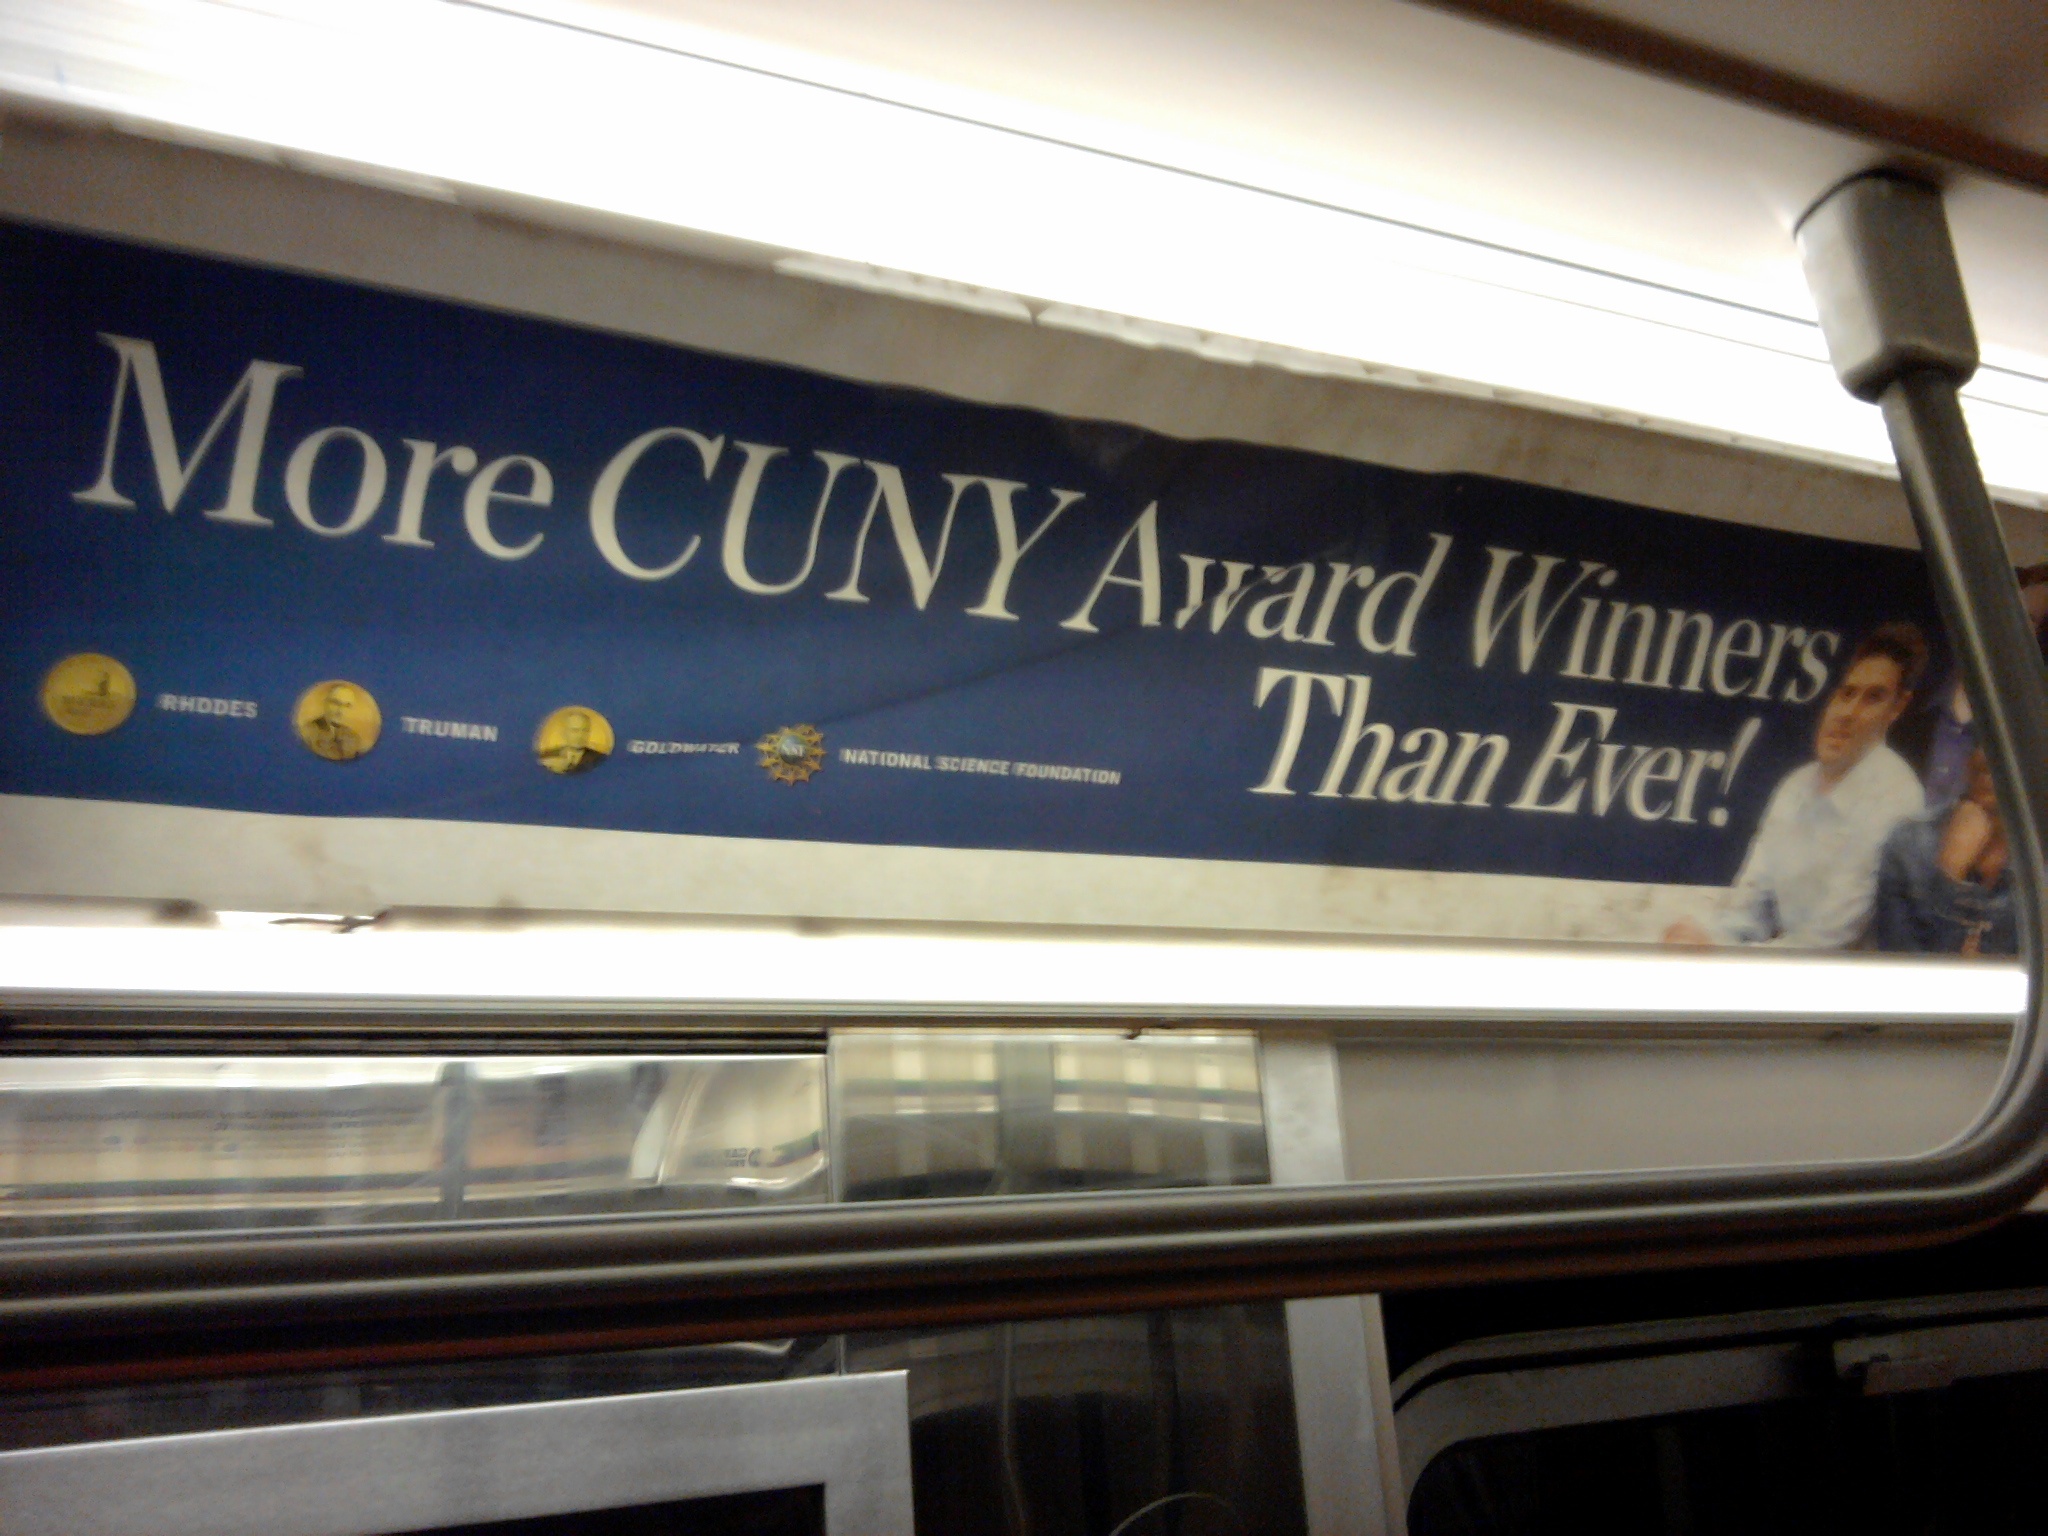 More CUNY Award Winners
Than Ever!
RHODES TRUMAN GOLDWATER NATIONAL SCIENCE FOUNDATION